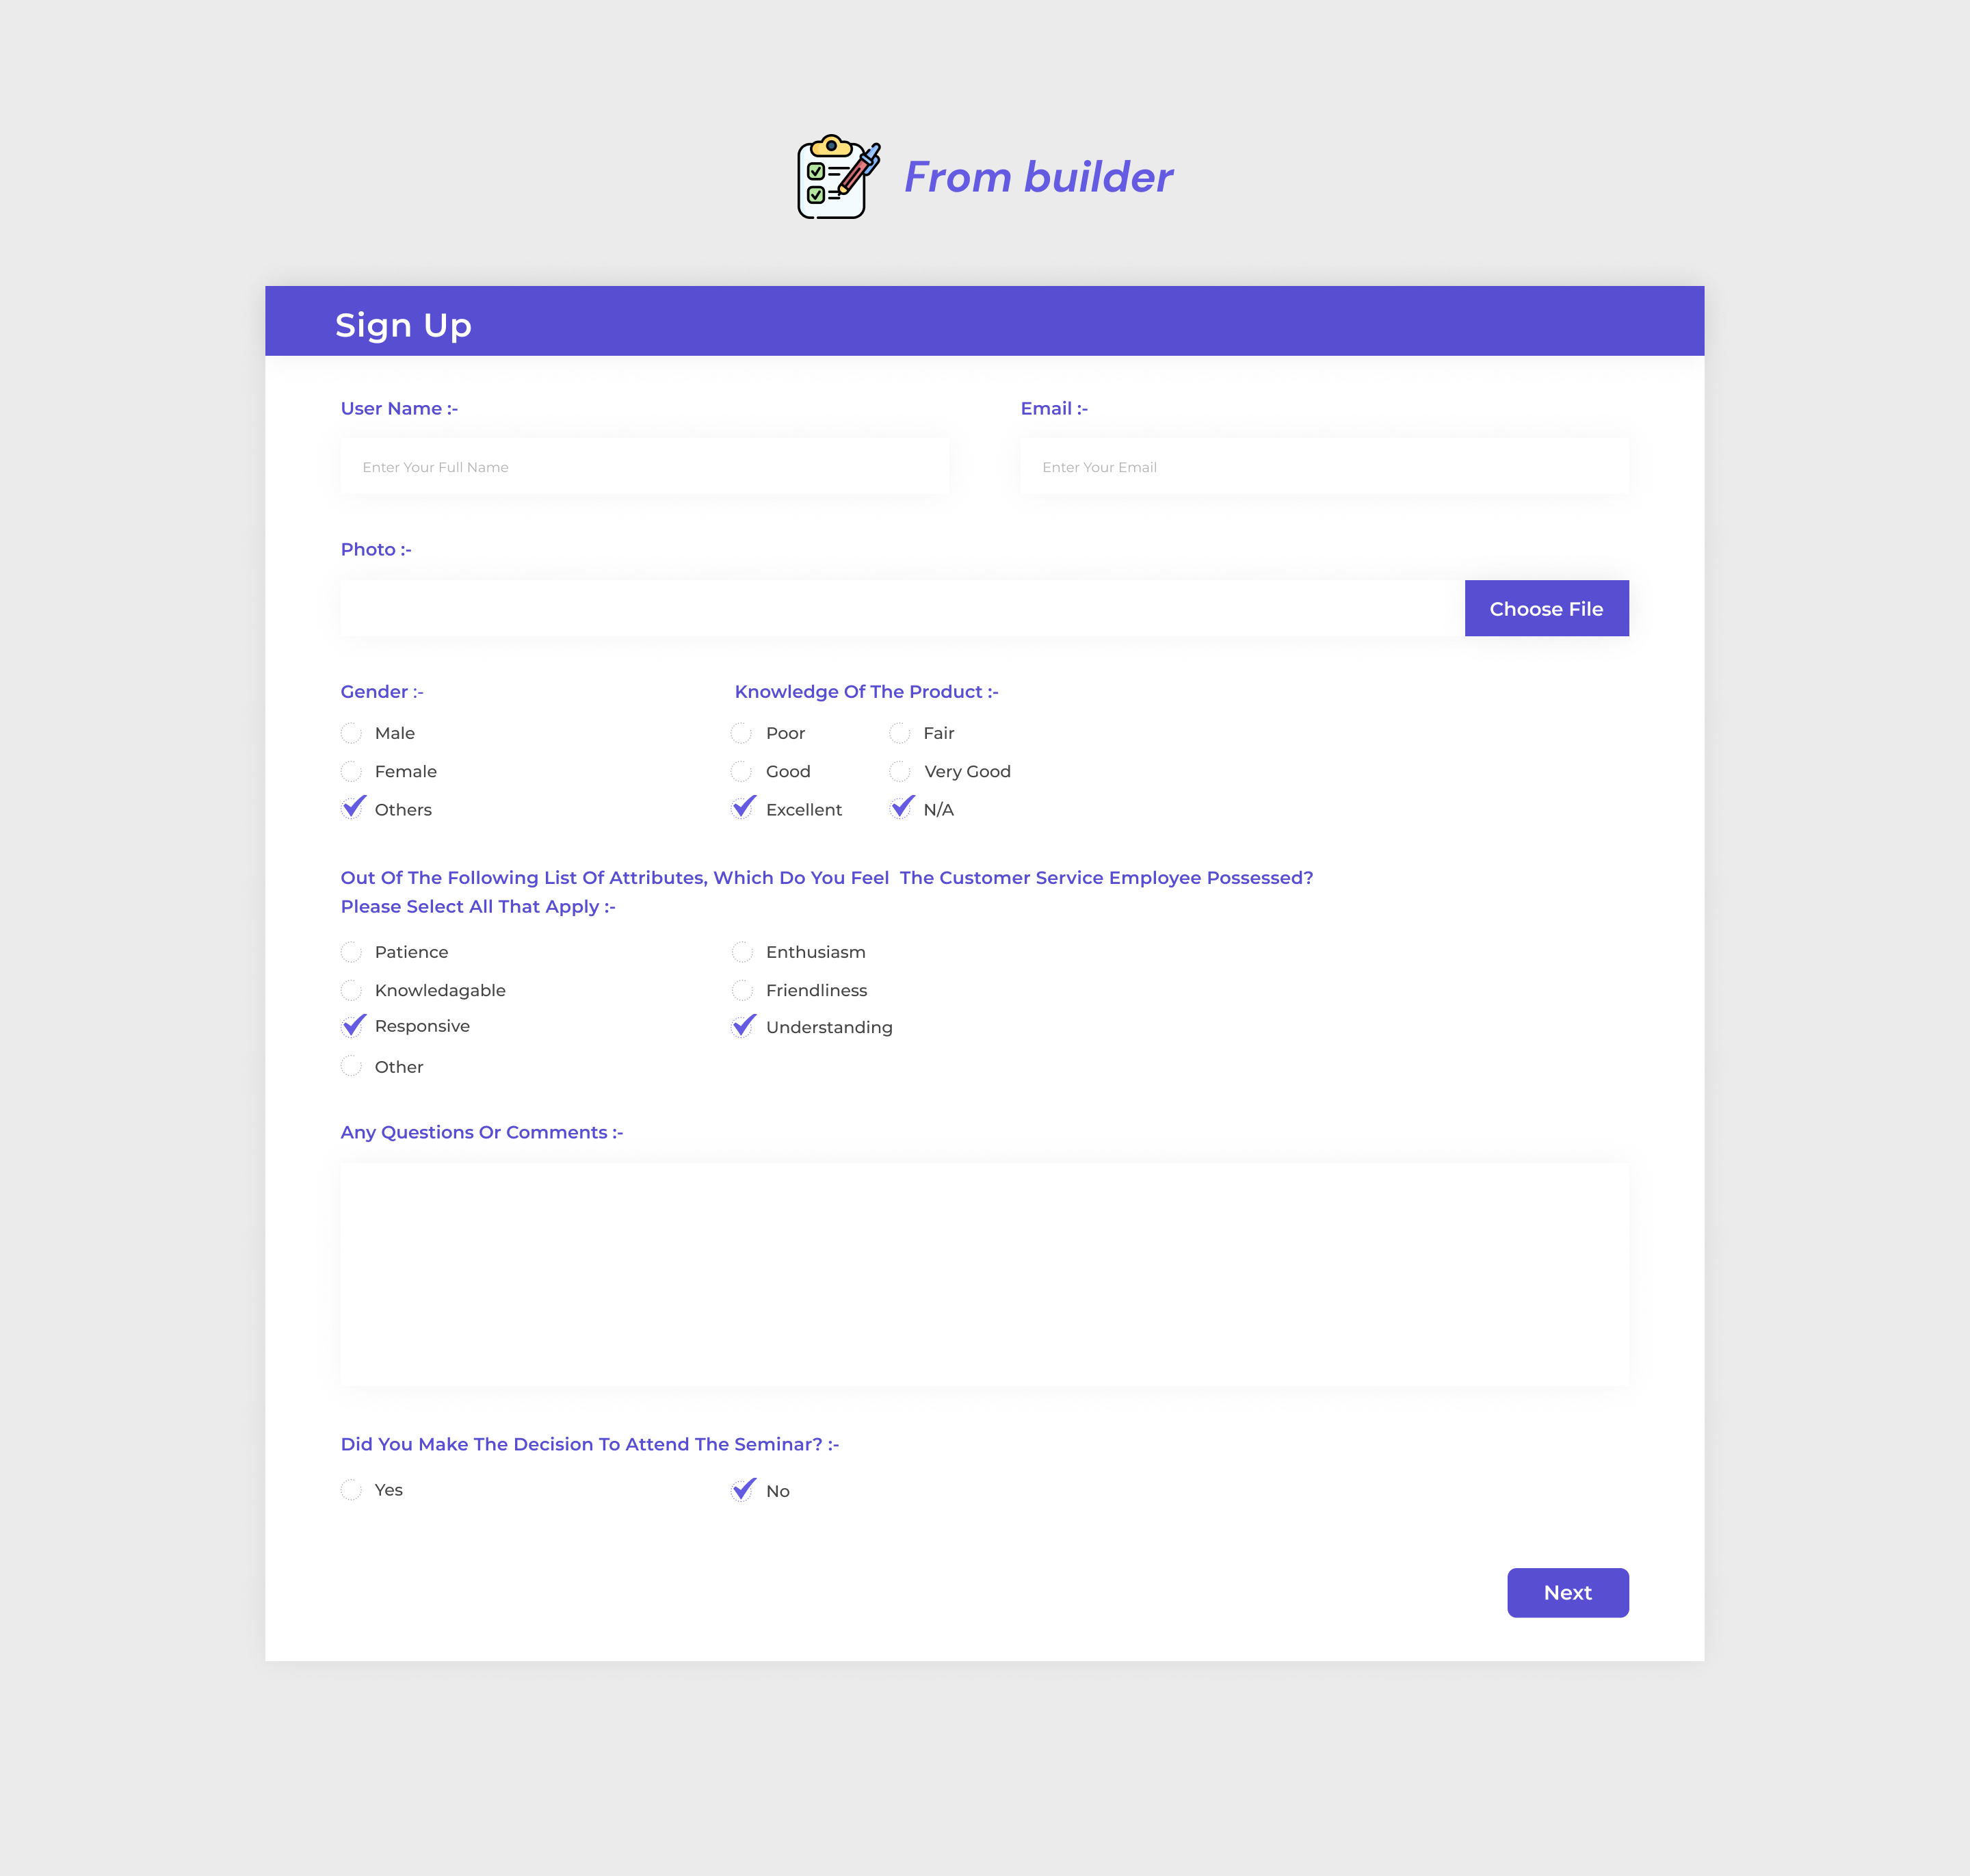 From builder
Sign Up
User Name :-
Email :-
Enter Your Full Name
Enter Your Email
Photo :-
Choose File
Gender :-
Knowledge Of The Product :-
Male
Poor
Fair
Female
Good
Very Good
Others
Excellent
N/A
Out Of The Following List Of Attributes, Which Do You Feel The Customer Service Employee Possessed?
Please Select All That Apply :-
Patience
Enthusiasm
Knowledagable
Friendliness
Responsive
Understanding
Other
Any Questions Or Comments :-
Did You Make The Decision To Attend The Seminar? :-
Yes
No
Next